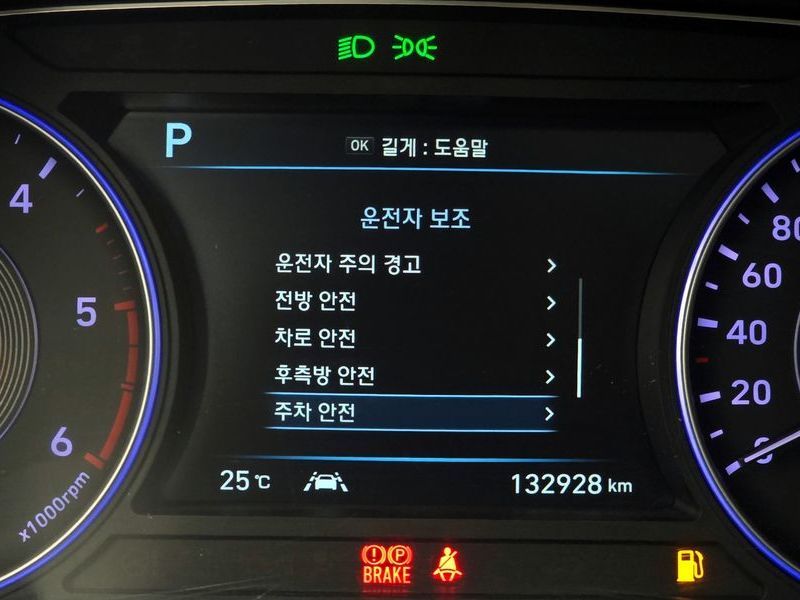 P
OK 길게 : 도움말
운전자 보조
운전자 주의 경고
전방 안전
차로 안전
후측방 안전
주차 안전
25℃
132928 km
4
5
6
x1000rpm
80
60
40
20
0
(!) (P)
BRAKE